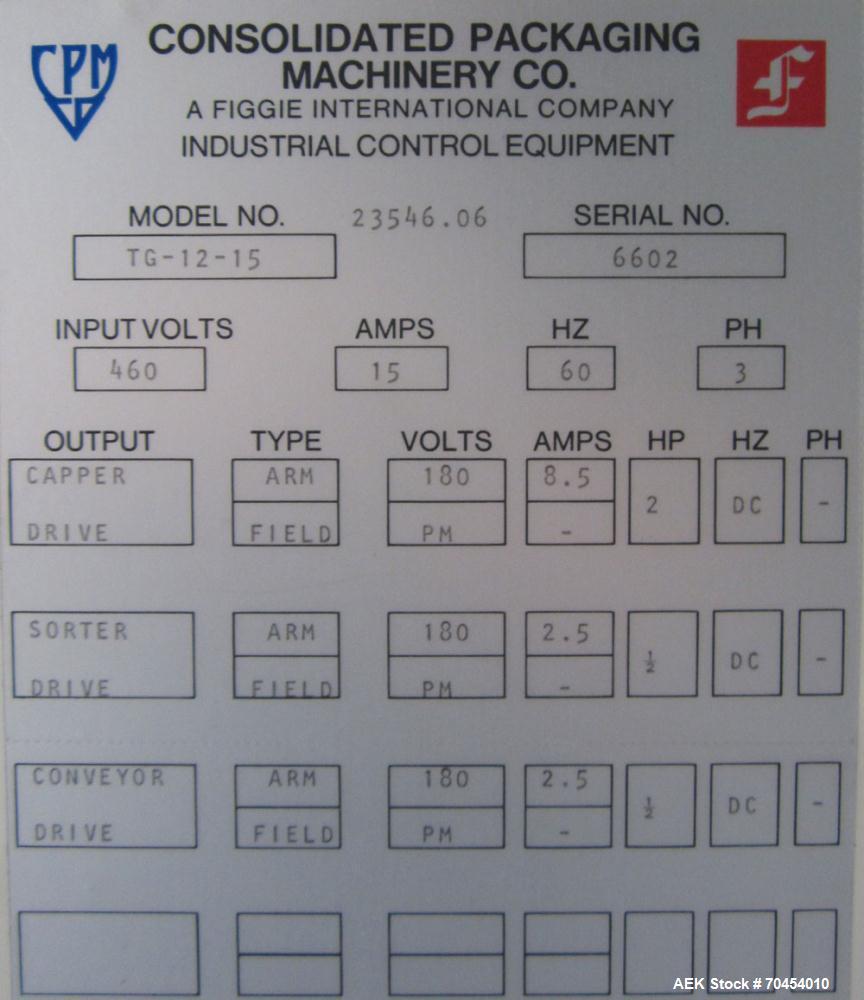 CPM
CO
CONSOLIDATED PACKAGING
MACHINERY CO.
A FIGGIE INTERNATIONAL COMPANY
INDUSTRIAL CONTROL EQUIPMENT
F
MODEL NO. 23546.06 SERIAL NO.
TG-12-15 6602
INPUT VOLTS AMPS HZ PH
460 15 60 3
OUTPUT TYPE VOLTS AMPS HP HZ PH
CAPPER ARM 180 8.5
2 DC -
DRIVE FIELD PM -
SORTER ARM 180 2.5
½ DC -
DRIVE FIELD PM -
CONVEYOR ARM 180 2.5
½ DC -
DRIVE FIELD PM -
AEK Stock # 70454010